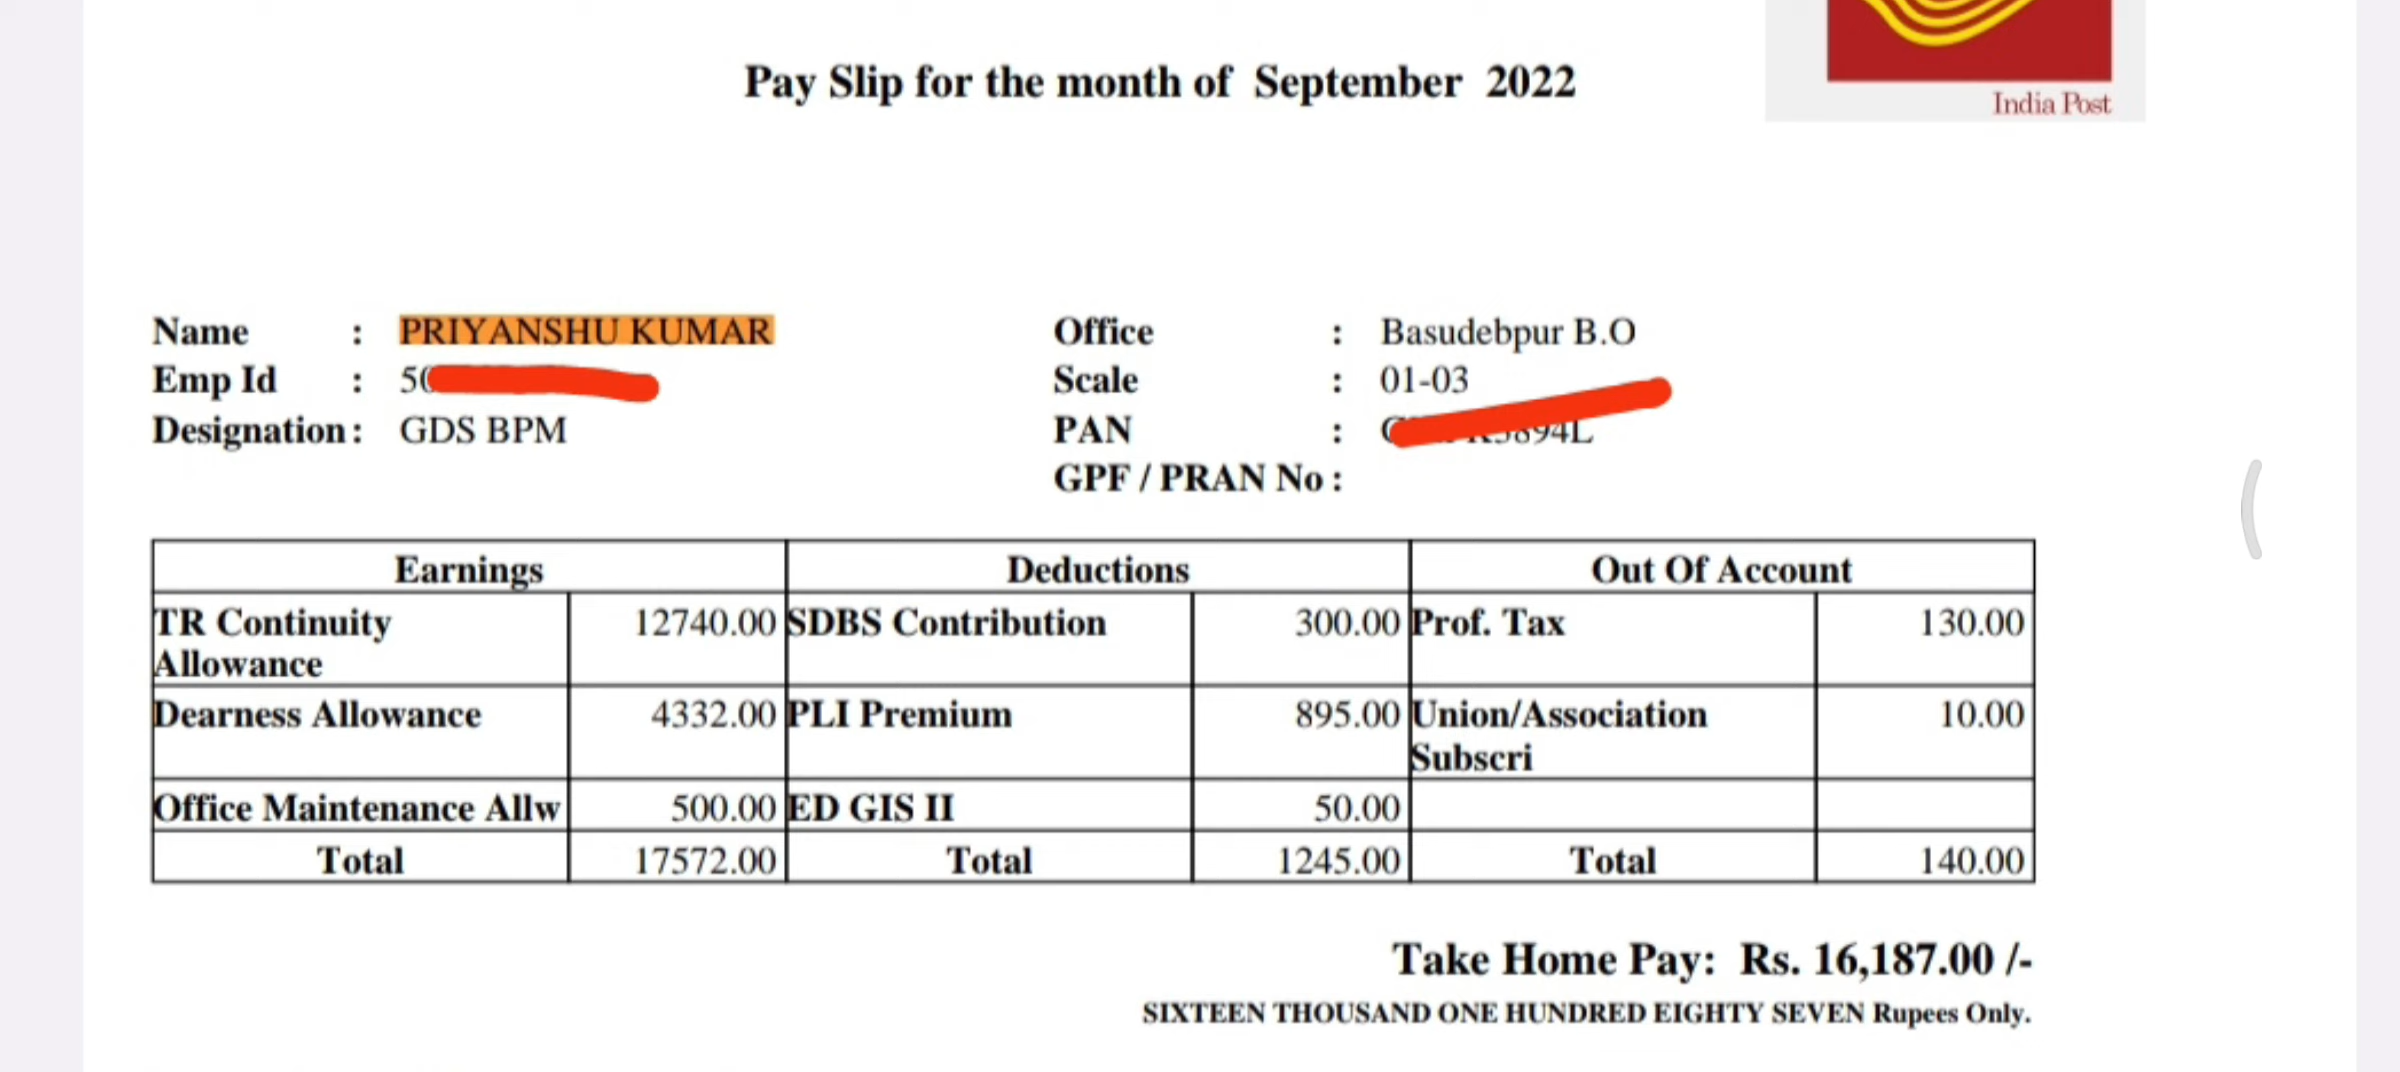 India Post
Pay Slip for the month of September 2022
Name : PRIYANSHU KUMAR
Office : Basudebpur B.O
Emp Id :
Scale : 01-03
Designation : GDS BPM
PAN :
GPF / PRAN No :
Earnings Deductions Out Of Account
TR Continuity Allowance 12740.00 SDBS Contribution 300.00 Prof. Tax 130.00
Dearness Allowance 4332.00 PLI Premium 895.00 Union/Association Subscri 10.00
Office Maintenance Allw 500.00 ED GIS II 50.00
Total 17572.00 Total 1245.00 Total 140.00
Take Home Pay: Rs. 16,187.00 /-
SIXTEEN THOUSAND ONE HUNDRED EIGHTY SEVEN Rupees Only.